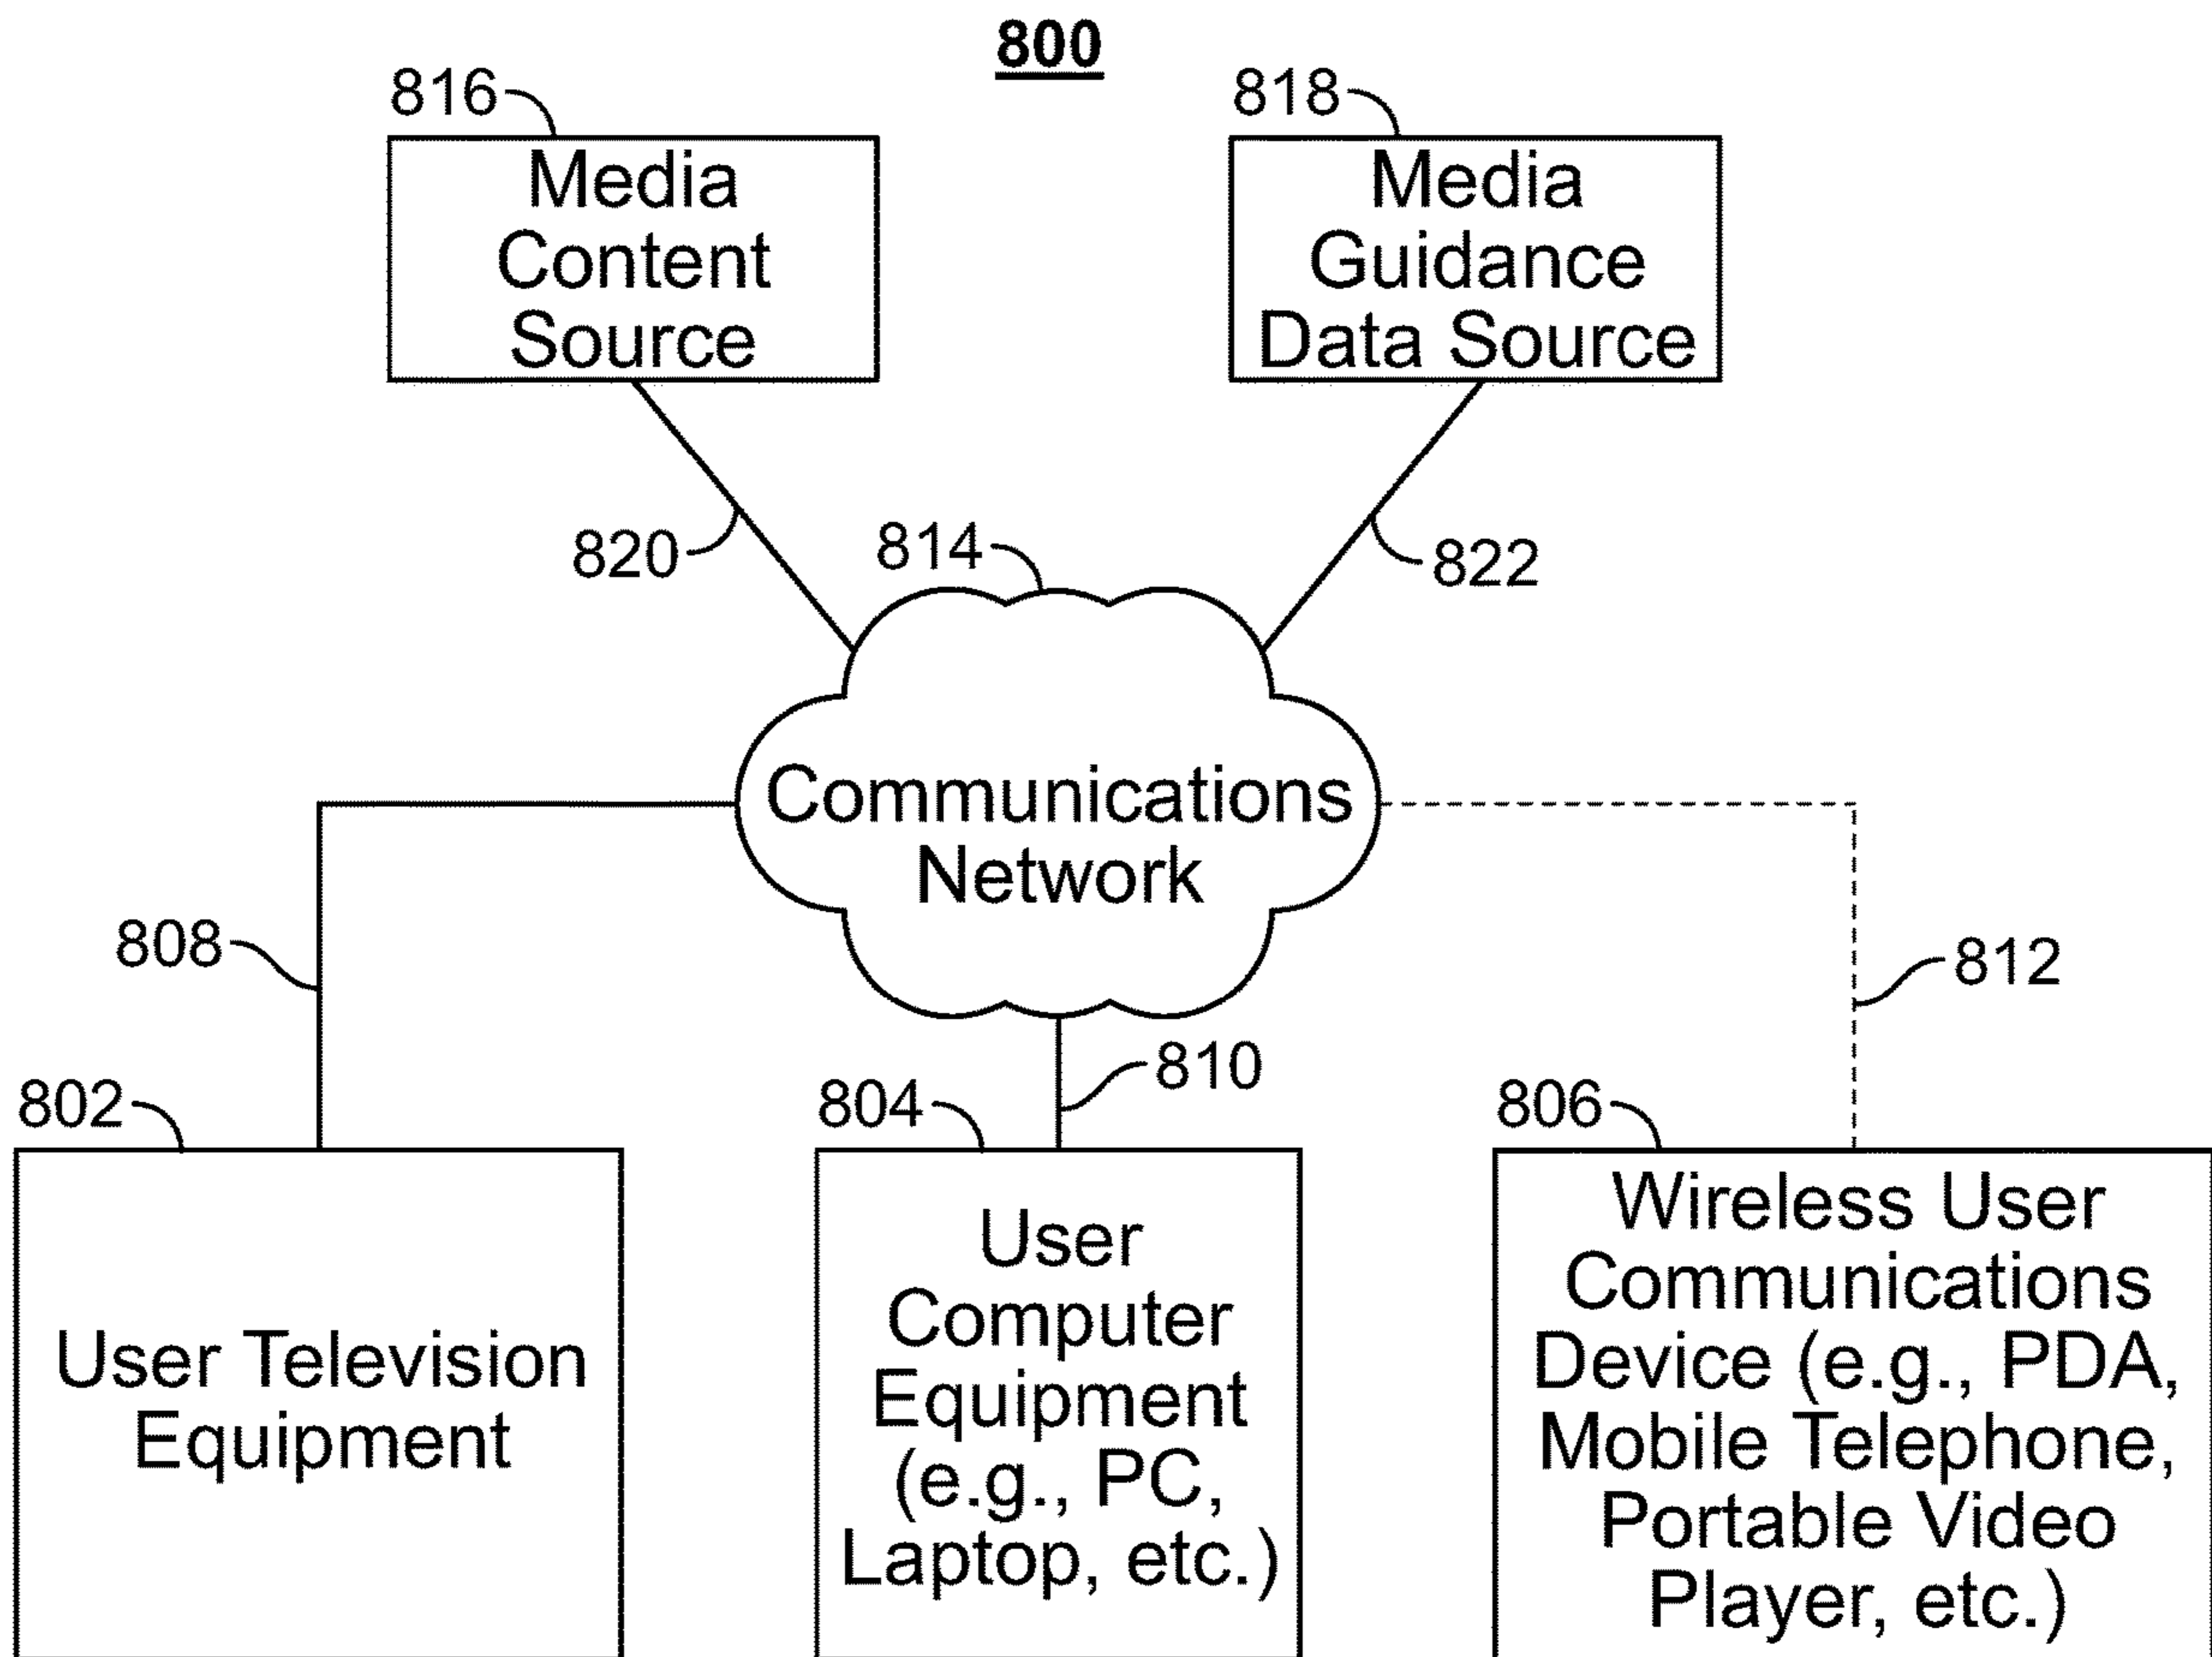 800
816
818
Media
Content
Source
Media
Guidance
Data Source
820
814
822
Communications
Network
808
812
810
802
804
806
User Television
Equipment
User
Computer
Equipment
(e.g., PC,
Laptop, etc.)
Wireless User
Communications
Device (e.g., PDA,
Mobile Telephone,
Portable Video
Player, etc.)